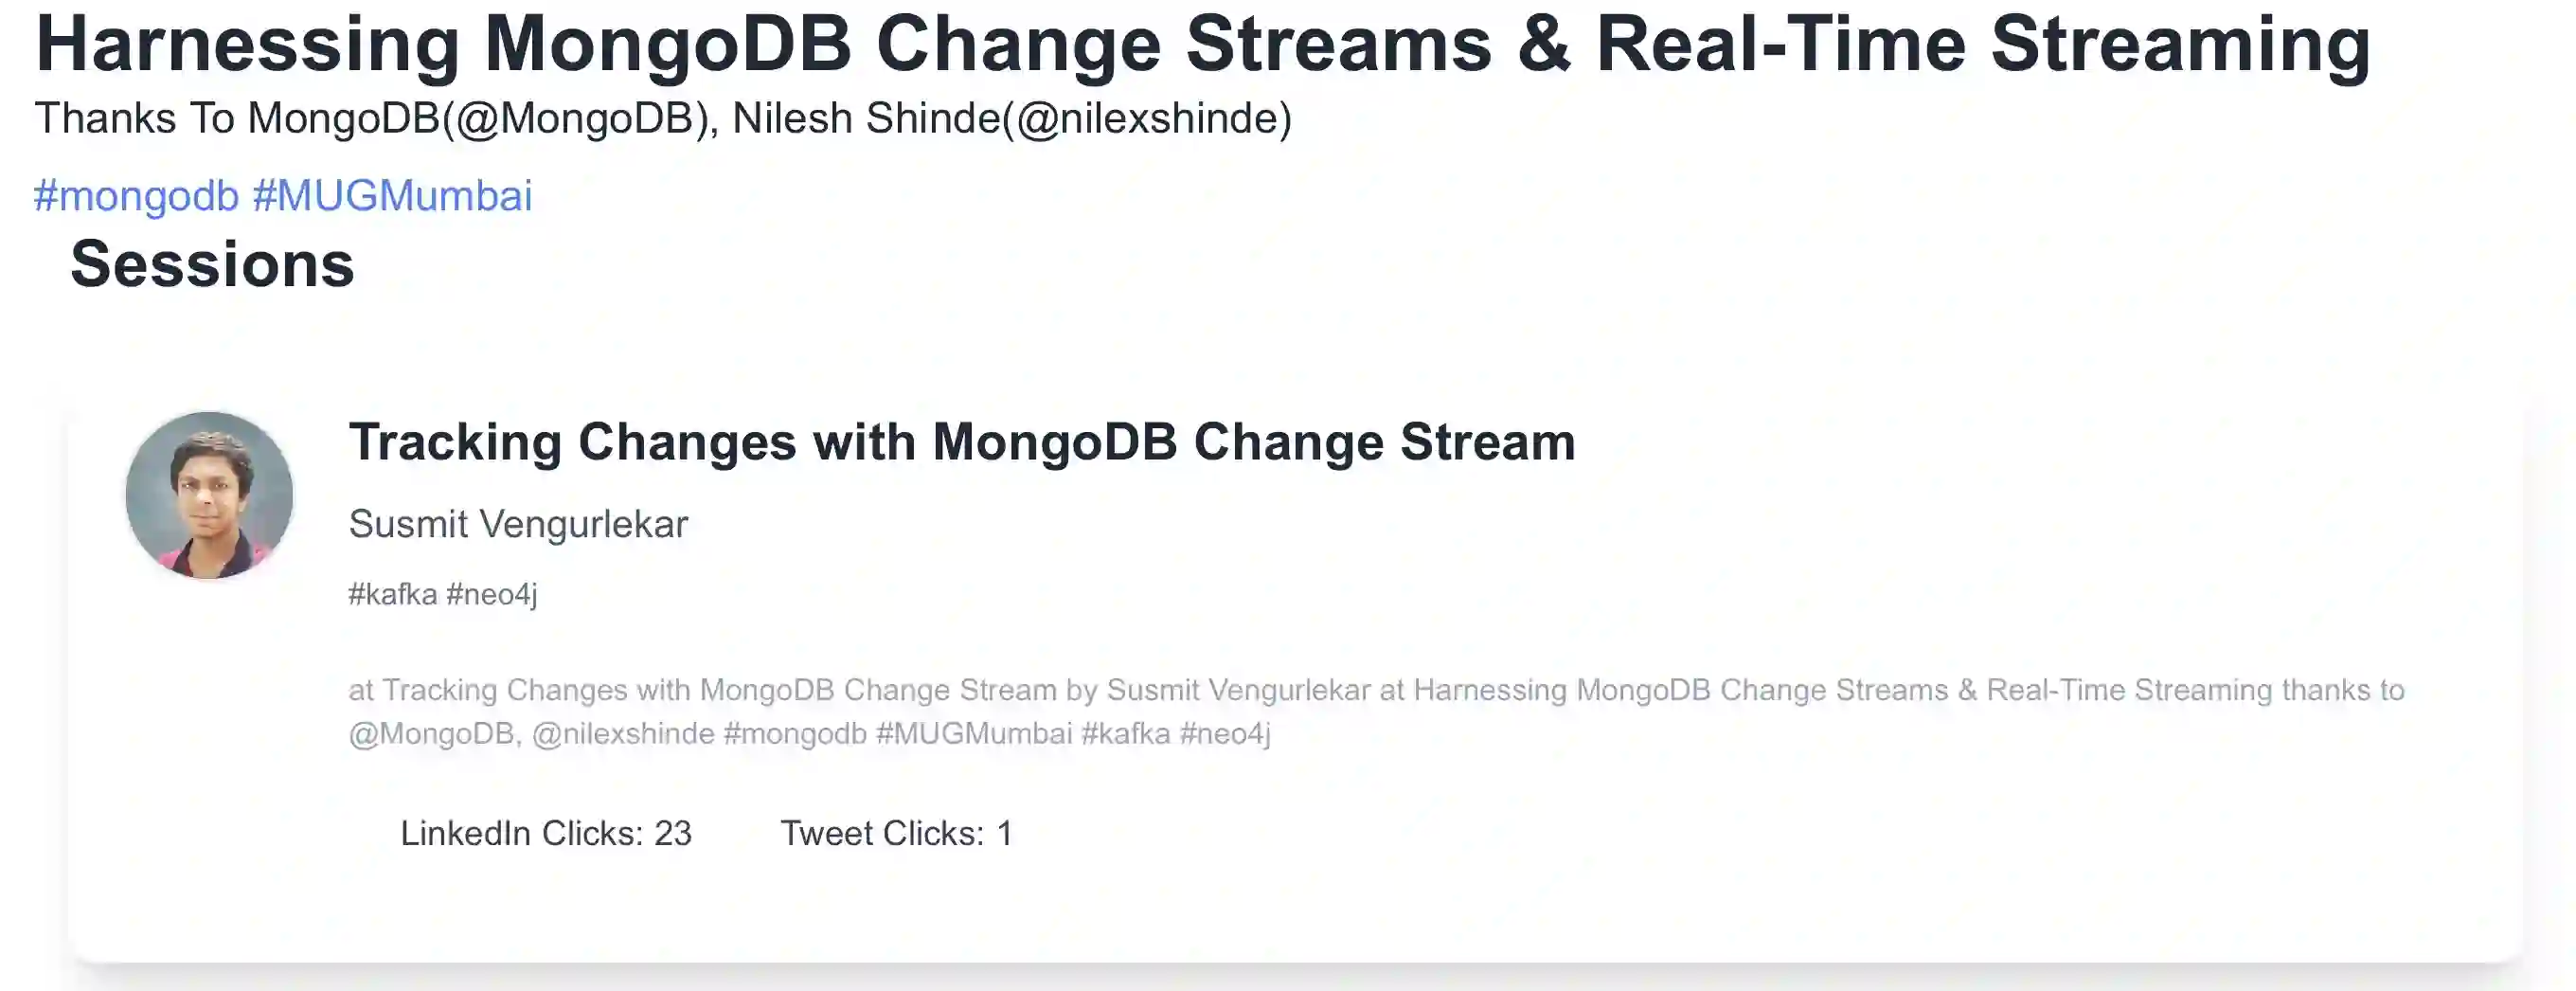 Harnessing MongoDB Change Streams & Real-Time Streaming
Thanks To MongoDB(@MongoDB), Nilesh Shinde(@nilexshinde)
#mongodb #MUGMumbai
Sessions
Tracking Changes with MongoDB Change Stream
Susmit Vengurlekar
#kafka #neo4j
at Tracking Changes with MongoDB Change Stream by Susmit Vengurlekar at Harnessing MongoDB Change Streams & Real-Time Streaming thanks to
@MongoDB, @nilexshinde #mongodb #MUGMumbai #kafka #neo4j
LinkedIn Clicks: 23 Tweet Clicks: 1